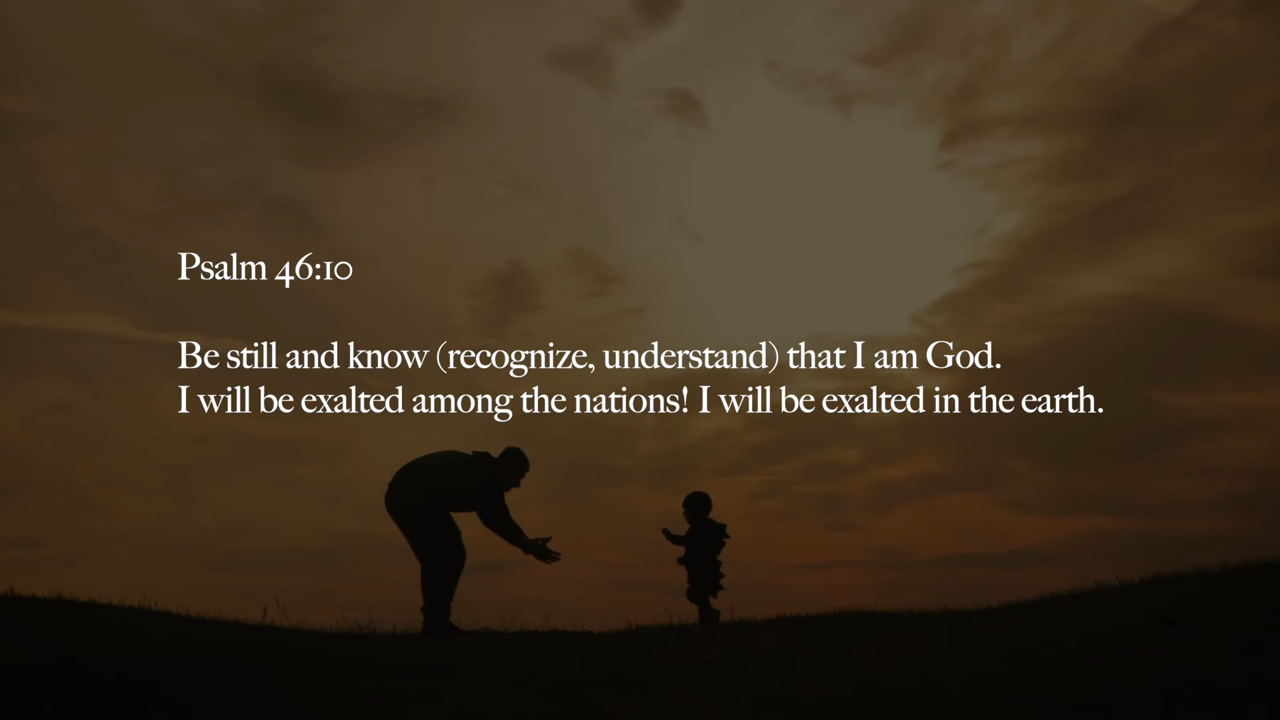 Psalm 46:10
Be still and know (recognize, understand) that I am God.
I will be exalted among the nations! I will be exalted in the earth.